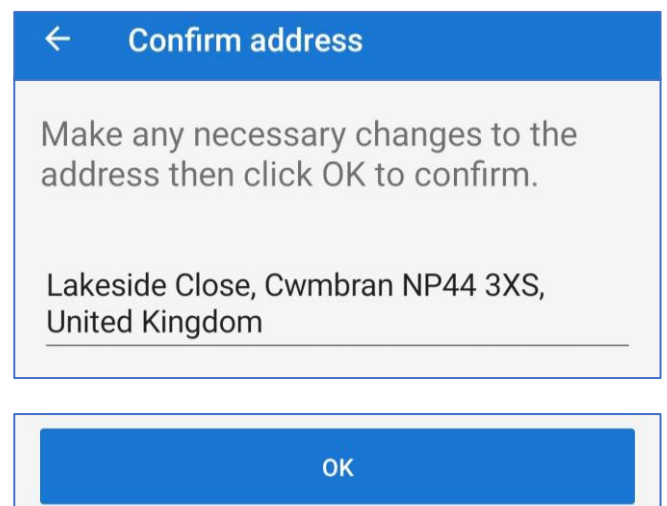 Confirm address
Make any necessary changes to the
address then click OK to confirm.
Lakeside Close, Cwmbran NP44 3XS,
United Kingdom
OK